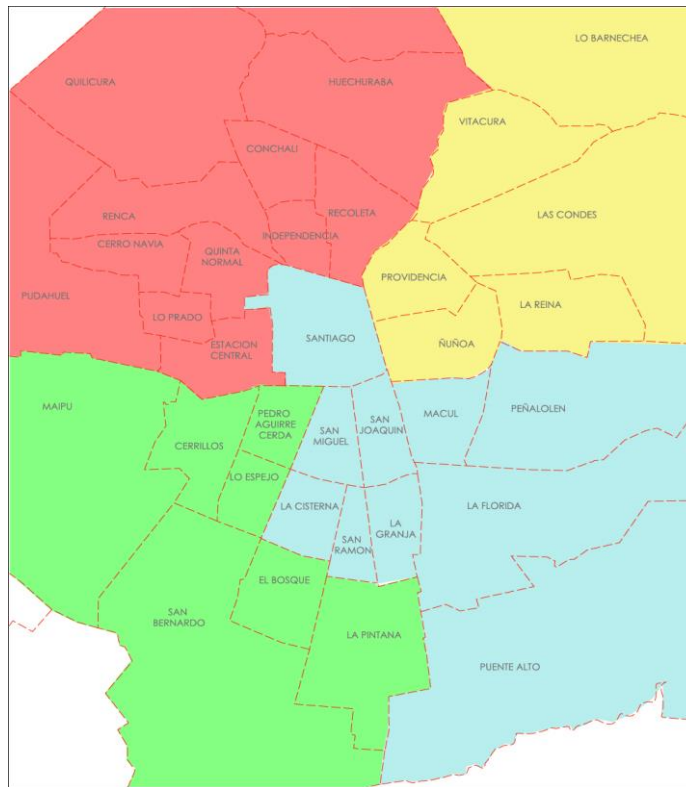 LO BARNECHEA
QUILICURA
HUECHURABA
VITACURA
CONCHALI
RENCA
RECOLETA
LAS CONDES
CERRO NAVIA
QUINTA
NORMAL
INDEPENDENCIA
PROVIDENCIA
PUDAHUEL
LO PRADO
LA REINA
ESTACION
CENTRAL
SANTIAGO
ÑUÑOA
MAIPU
PEDRO
AGUIRRE
CERDA
SAN
MIGUEL
SAN
JOAQUIN
MACUL
PEÑALOLEN
CERRILLOS
LO ESPEJO
LA CISTERNA
LA FLORIDA
SAN
RAMON
LA
GRANJA
EL BOSQUE
SAN
BERNARDO
LA PINTANA
PUENTE ALTO